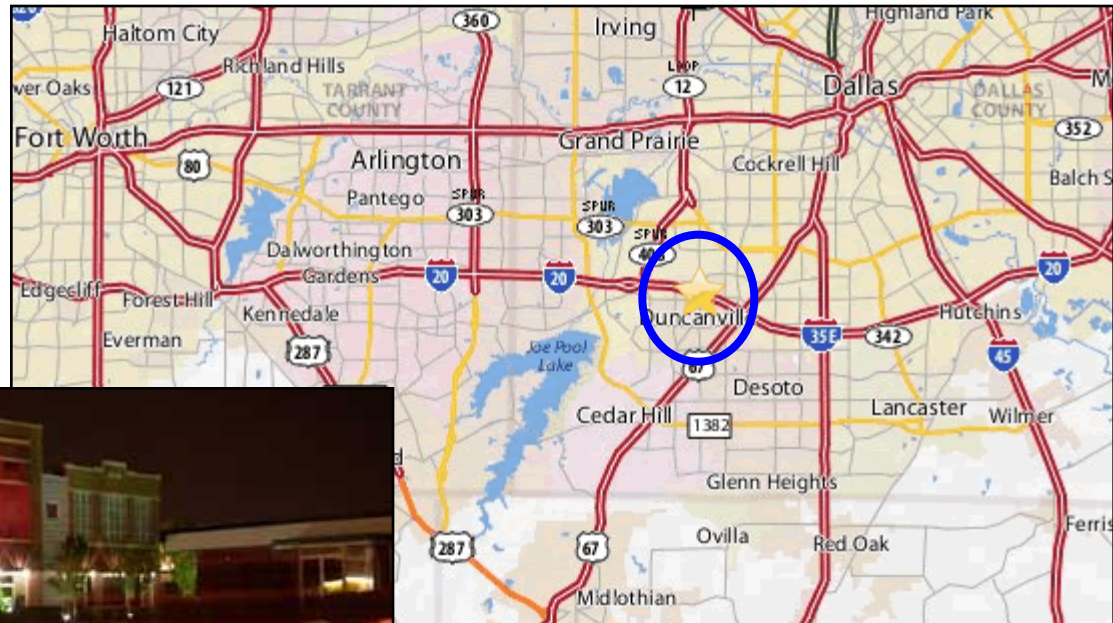 360
Irving
Highland Park
Haltom City
Richland Hills
LOOP
12
Dallas
ver Oaks
121
TARRANT
COUNTY
DALLAS
COUNTY
M
Fort Worth
Grand Prairie
352
80
Arlington
Cockrell Hill
Balch S
Pantego
SPUR
303
SPUR
303
SPUR
408
Dalworthington
Gardens
20
20
20
Edgecliff
Forest Hill
Kennedale
Duncanville
Hutchins
Everman
287
35E
342
45
Joe Pool
Lake
67
Desoto
Cedar Hill
1382
Lancaster
Wilmer
d
Glenn Heights
287
67
Ovilla
Red Oak
Ferris
Midlothian